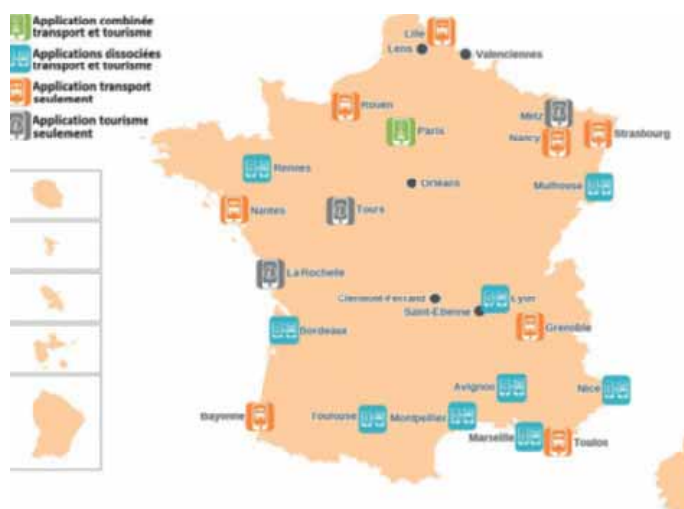 Application combinée
transport et tourisme
Applications dissociées
transport et tourisme
Application transport
seulement
Application tourisme
seulement
Lille
Lens
Valenciennes
Rouen
Paris
Metz
Nancy
Strasbourg
Rennes
Orléans
Mulhouse
Nantes
Tours
La Rochelle
Clermont-Ferrand
Lyon
Saint-Étienne
Bordeaux
Grenoble
Avignon
Nice
Bayonne
Toulouse
Montpellier
Marseille
Toulon